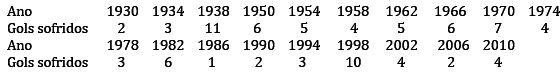 Ano 1930 1934 1938 1950 1954 1958 1962 1966 1970 1974
Gols sofridos 2 3 11 6 5 4 5 6 7 4
Ano 1978 1982 1986 1990 1994 1998 2002 2006 2010
Gols sofridos 3 6 1 2 3 10 4 2 4